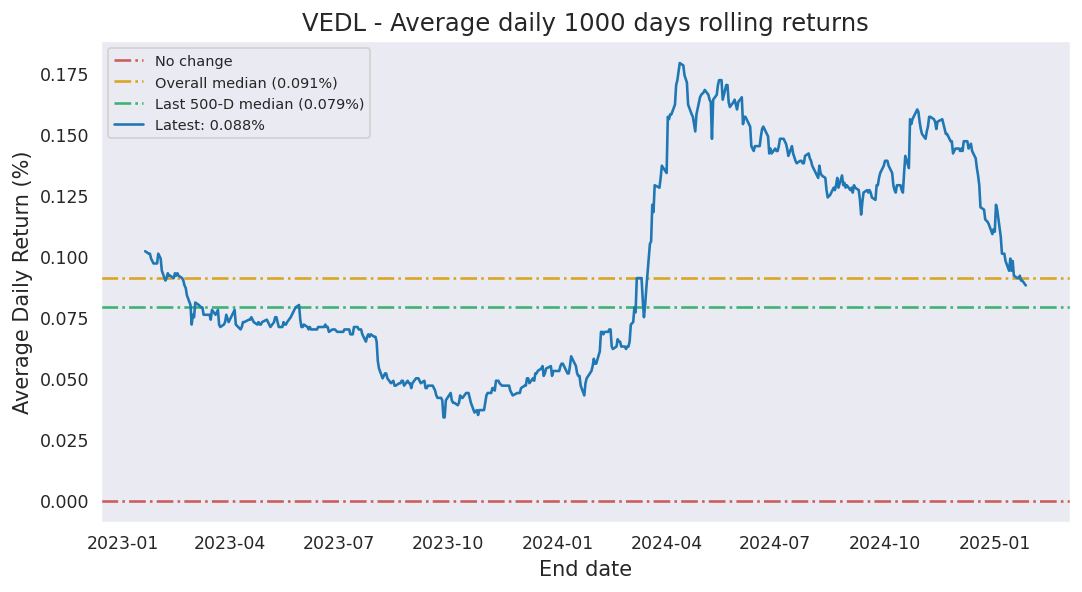 VEDL - Average daily 1000 days rolling returns
No change
Overall median (0.091%)
Last 500-D median (0.079%)
Latest: 0.088%
Average Daily Return (%)
0.175
0.150
0.125
0.100
0.075
0.050
0.025
0.000
2023-01 2023-04 2023-07 2023-10 2024-01 2024-04 2024-07 2024-10 2025-01
End date